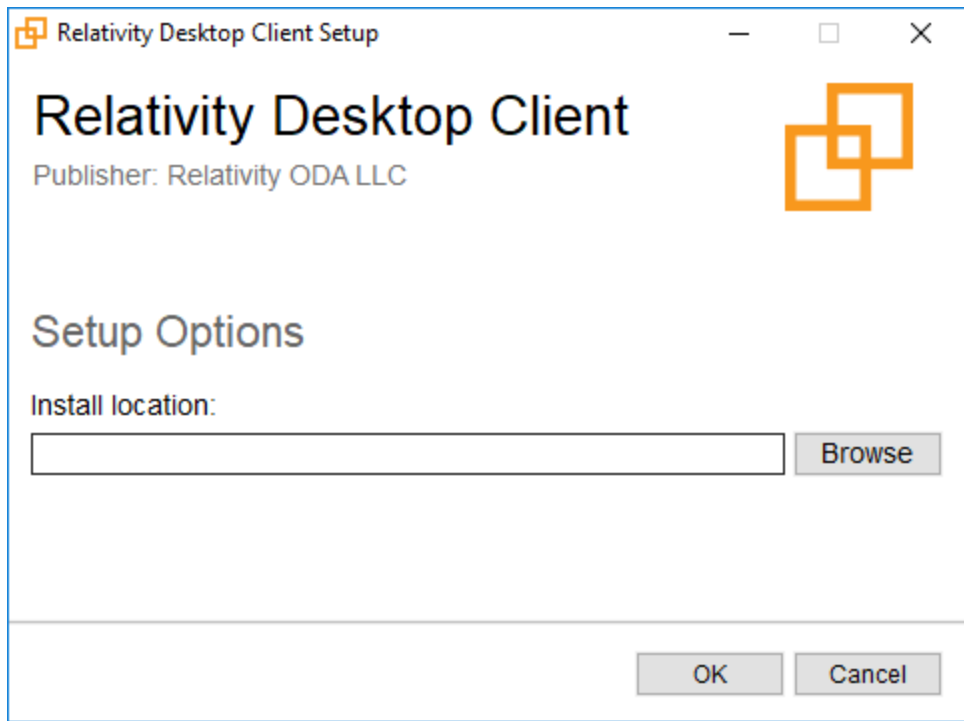 Relativity Desktop Client Setup
Relativity Desktop Client
Publisher: Relativity ODA LLC
Setup Options
Install location:
Browse
OK Cancel